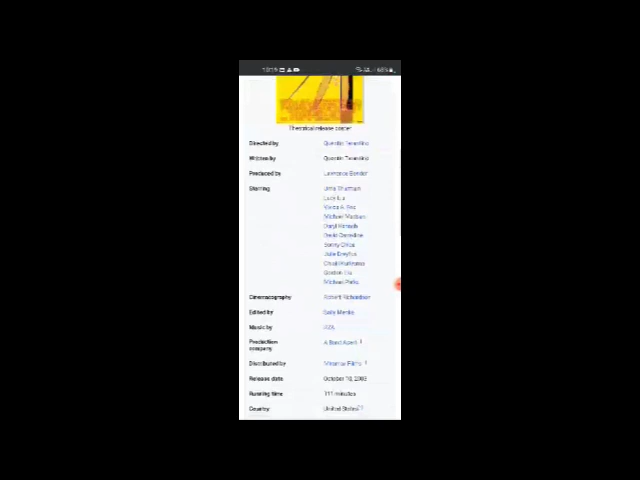 Theatrical release poster
Directed by Quentin Tarantino
Written by Quentin Tarantino
Produced by Lawrence Bender
Starring Uma Thurman
Lucy Liu
Vivica A. Fox
Michael Madsen
Daryl Hannah
David Carradine
Sonny Chiba
Julie Dreyfus
Chiaki Kuriyama
Gordon Liu
Michael Parks
Cinematography Robert Richardson
Edited by Sally Menke
Music by RZA
Production company A Band Apart
Distributed by Miramax Films
Release date October 10, 2003
Running time 111 minutes
Country United States